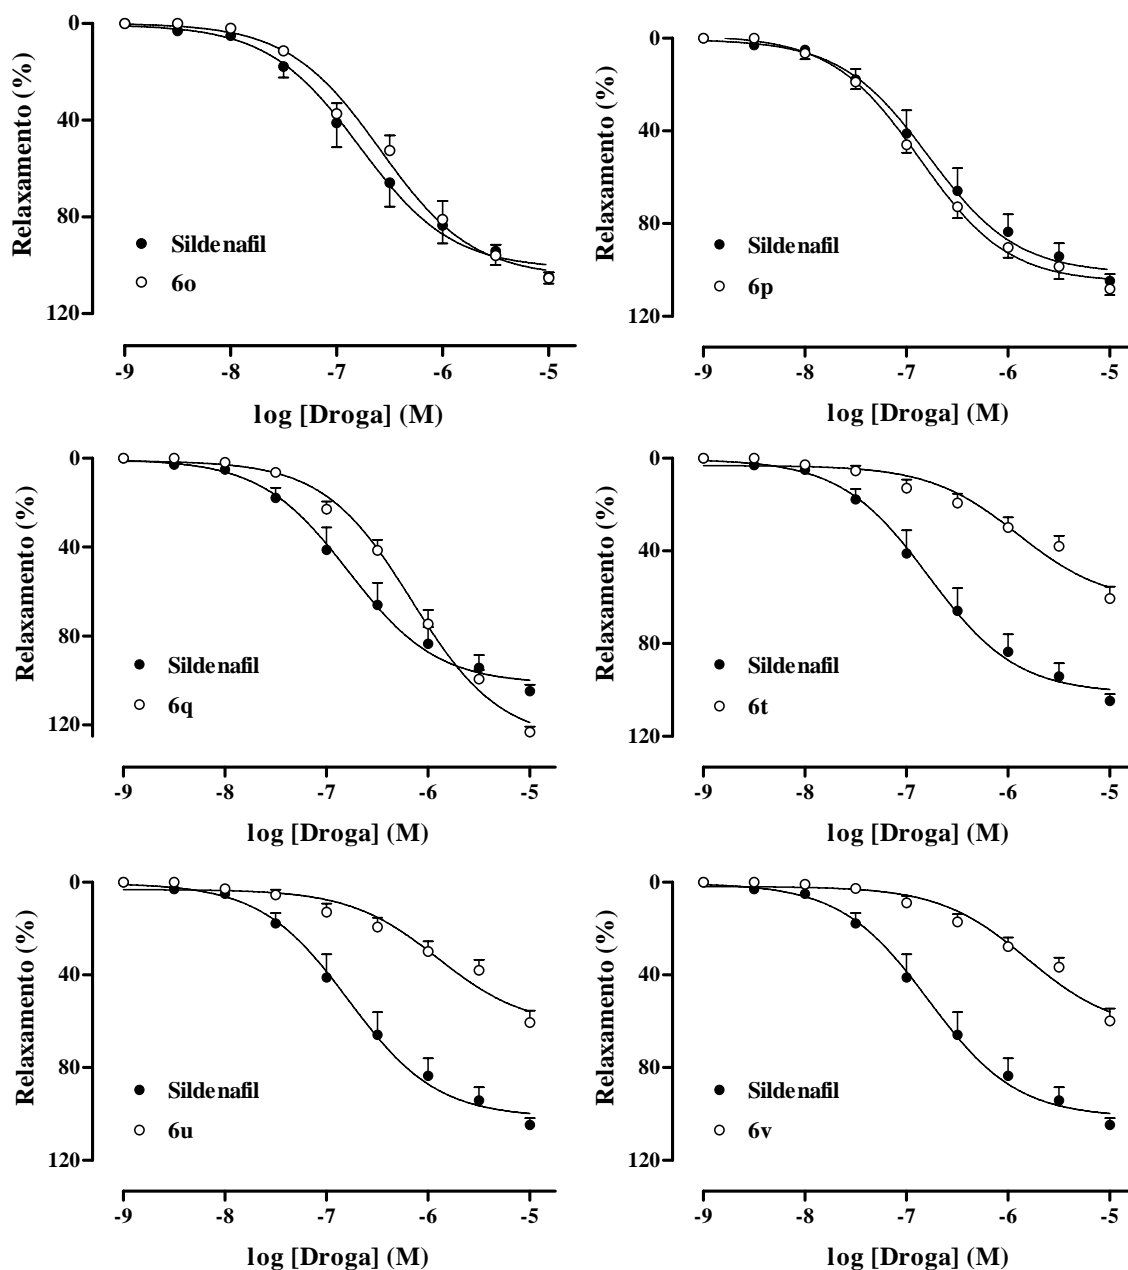 Relaxamento (%)
0
40
80
120
Sildenafil
6o
-9 -8 -7 -6 -5
log [Droga] (M)
Relaxamento (%)
0
40
80
120
Sildenafil
6p
-9 -8 -7 -6 -5
log [Droga] (M)
Relaxamento (%)
0
40
80
120
Sildenafil
6q
-9 -8 -7 -6 -5
log [Droga] (M)
Relaxamento (%)
0
40
80
120
Sildenafil
6t
-9 -8 -7 -6 -5
log [Droga] (M)
Relaxamento (%)
0
40
80
120
Sildenafil
6u
-9 -8 -7 -6 -5
log [Droga] (M)
Relaxamento (%)
0
40
80
120
Sildenafil
6v
-9 -8 -7 -6 -5
log [Droga] (M)